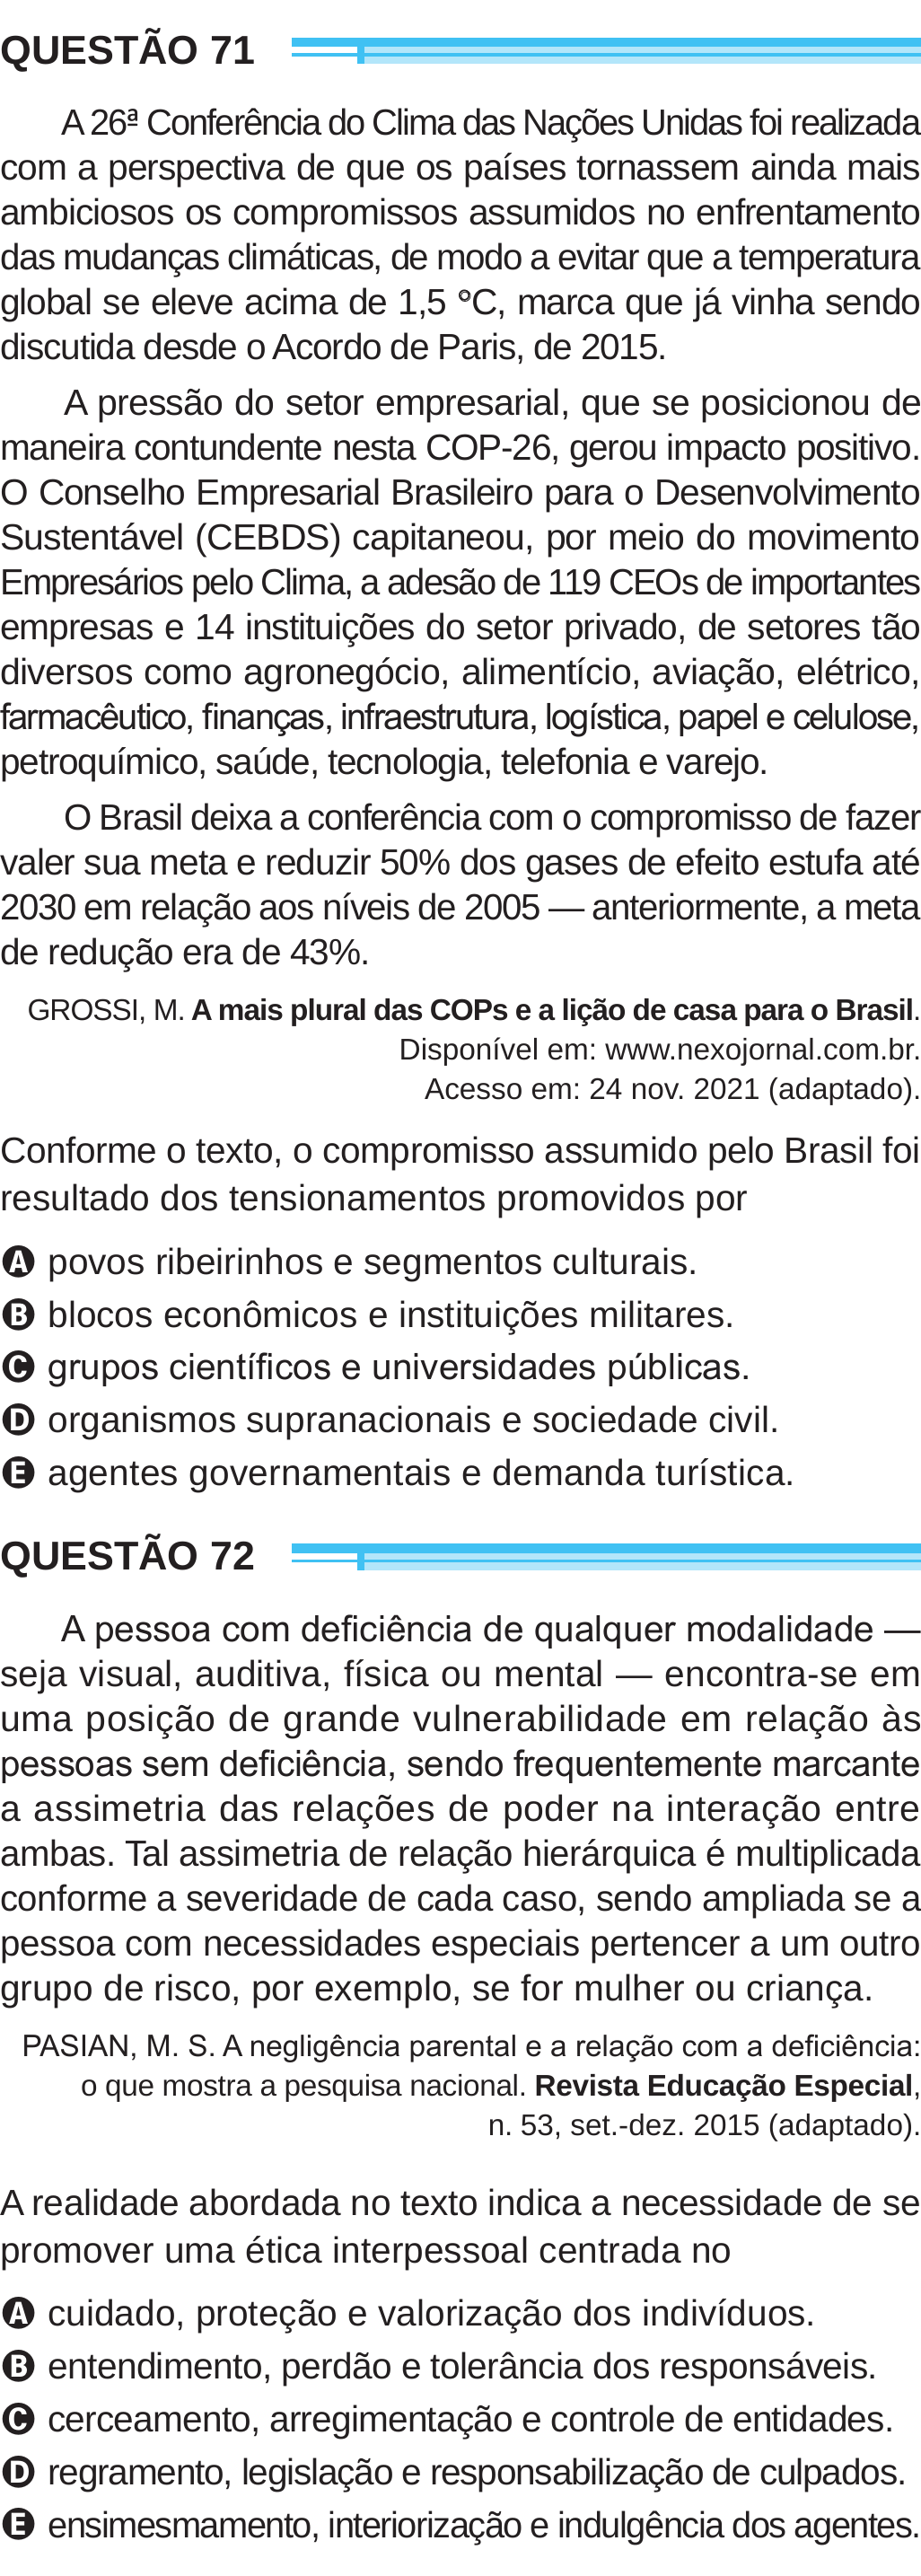 QUESTÃO 71
A 26ª Conferência do Clima das Nações Unidas foi realizada
com a perspectiva de que os países tornassem ainda mais
ambiciosos os compromissos assumidos no enfrentamento
das mudanças climáticas, de modo a evitar que a temperatura
global se eleve acima de 1,5 °C, marca que já vinha sendo
discutida desde o Acordo de Paris, de 2015.
A pressão do setor empresarial, que se posicionou de
maneira contundente nesta COP-26, gerou impacto positivo.
O Conselho Empresarial Brasileiro para o Desenvolvimento
Sustentável (CEBDS) capitaneou, por meio do movimento
Empresários pelo Clima, a adesão de 119 CEOs de importantes
empresas e 14 instituições do setor privado, de setores tão
diversos como agronegócio, alimentício, aviação, elétrico,
farmacêutico, finanças, infraestrutura, logística, papel e celulose,
petroquímico, saúde, tecnologia, telefonia e varejo.
O Brasil deixa a conferência com o compromisso de fazer
valer sua meta e reduzir 50% dos gases de efeito estufa até
2030 em relação aos níveis de 2005 — anteriormente, a meta
de redução era de 43%.
GROSSI, M. A mais plural das COPs e a lição de casa para o Brasil.
Disponível em: www.nexojornal.com.br.
Acesso em: 24 nov. 2021 (adaptado).
Conforme o texto, o compromisso assumido pelo Brasil foi
resultado dos tensionamentos promovidos por
A povos ribeirinhos e segmentos culturais.
B blocos econômicos e instituições militares.
C grupos científicos e universidades públicas.
D organismos supranacionais e sociedade civil.
E agentes governamentais e demanda turística.
QUESTÃO 72
A pessoa com deficiência de qualquer modalidade —
seja visual, auditiva, física ou mental — encontra-se em
uma posição de grande vulnerabilidade em relação às
pessoas sem deficiência, sendo frequentemente marcante
a assimetria das relações de poder na interação entre
ambas. Tal assimetria de relação hierárquica é multiplicada
conforme a severidade de cada caso, sendo ampliada se a
pessoa com necessidades especiais pertencer a um outro
grupo de risco, por exemplo, se for mulher ou criança.
PASIAN, M. S. A negligência parental e a relação com a deficiência:
o que mostra a pesquisa nacional. Revista Educação Especial,
n. 53, set.-dez. 2015 (adaptado).
A realidade abordada no texto indica a necessidade de se
promover uma ética interpessoal centrada no
A cuidado, proteção e valorização dos indivíduos.
B entendimento, perdão e tolerância dos responsáveis.
C cerceamento, arregimentação e controle de entidades.
D regramento, legislação e responsabilização de culpados.
E ensimesmamento, interiorização e indulgência dos agentes.